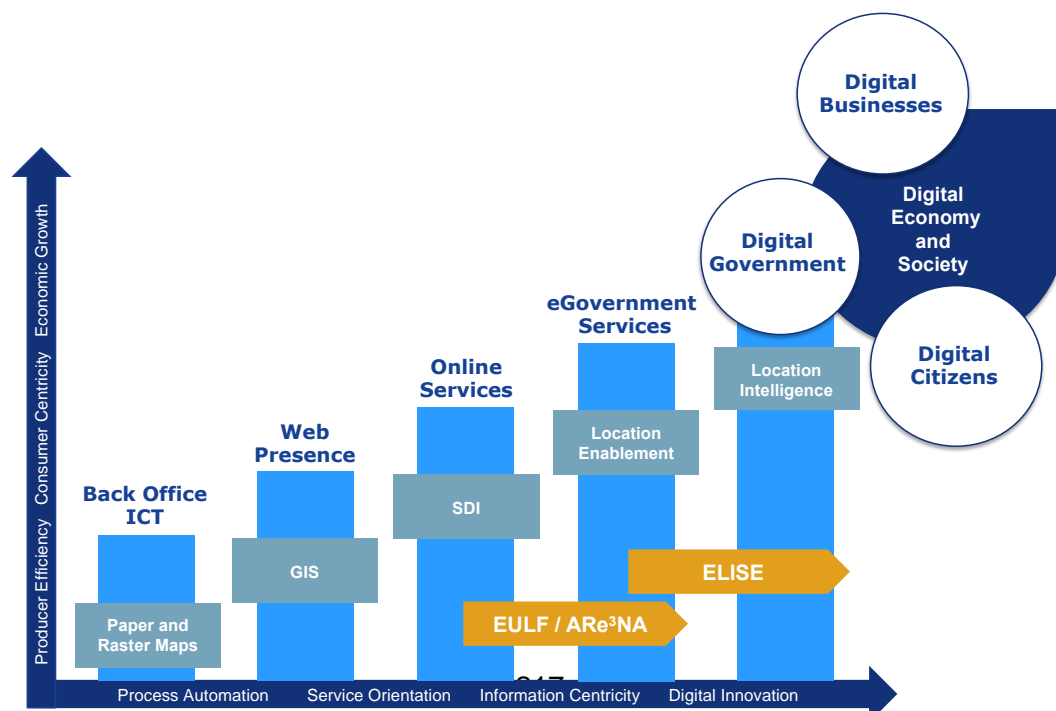 Digital
Businesses
Digital
Economy
and
Society
Digital
Government
Digital
Citizens
eGovernment
Services
Location
Intelligence
Online
Services
Location
Enablement
Web
Presence
SDI
Back Office
ICT
GIS
ELISE
Paper and
Raster Maps
EULF / ARe³NA
Producer Efficiency Consumer Centricity Economic Growth
Process Automation Service Orientation Information Centricity Digital Innovation